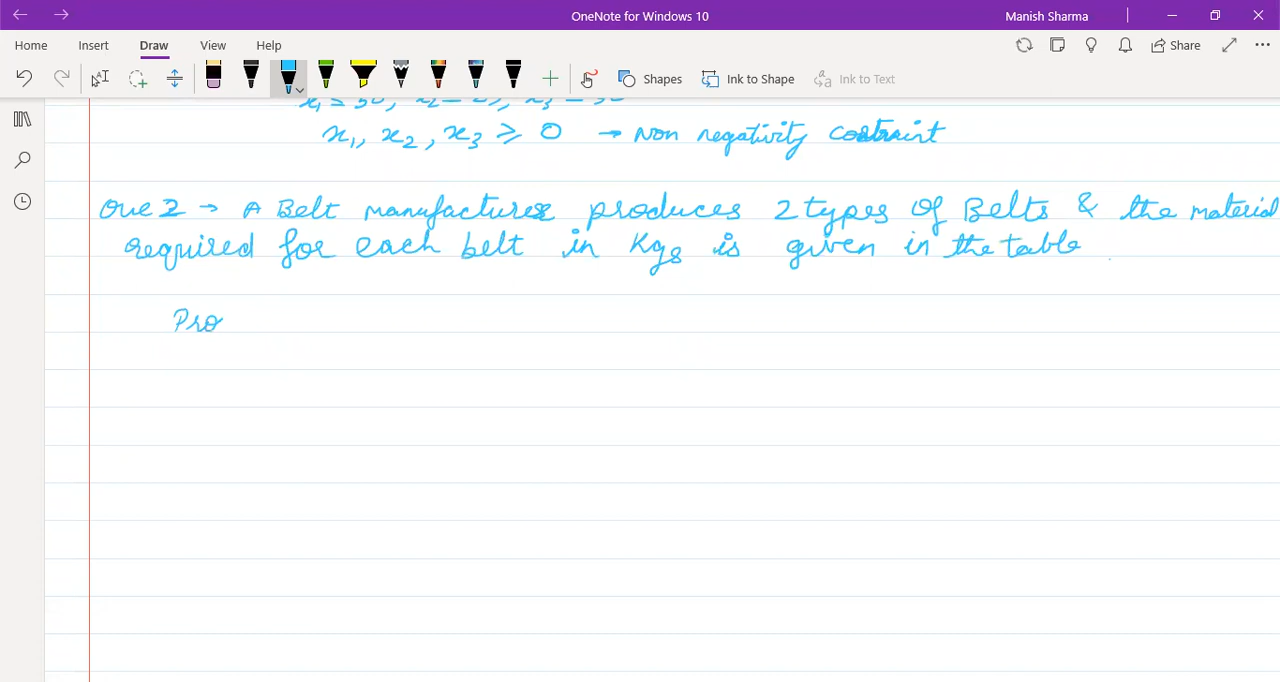 OneNote for Windows 10
Manish Sharma
Home Insert Draw View Help
Share
Shapes Ink to Shape Ink to Text
x₁, x₂, x₃ ≥ 0 → Non negativity
Que 2 → A Belt manufacturer produces 2 types of Belts & the material
required for each belt in Kgs is given in the table
Pro